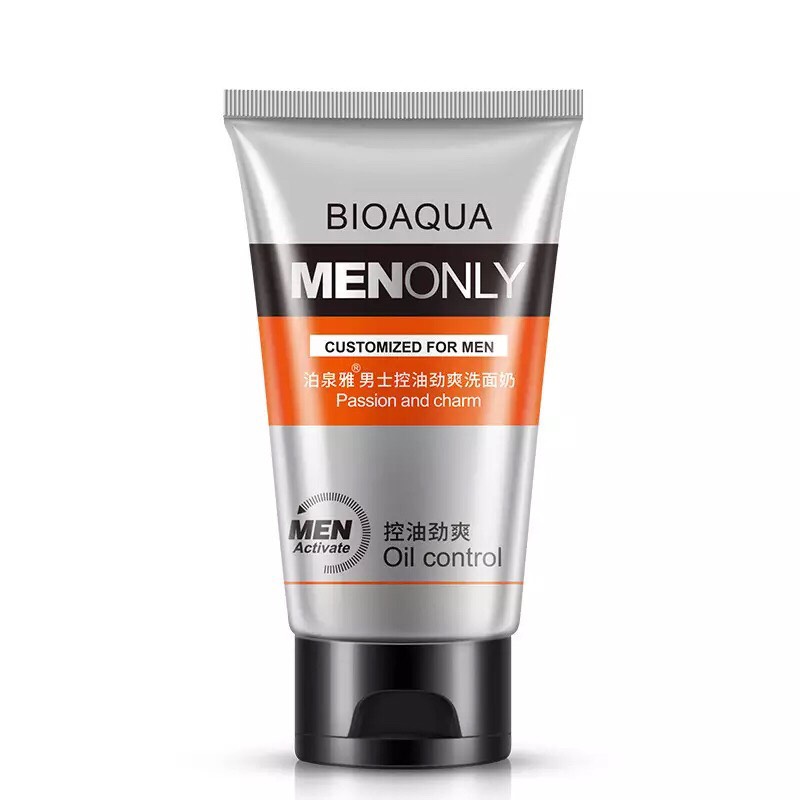 BIOAQUA
MENONLY
CUSTOMIZED FOR MEN
泊泉雅®男士控油劲爽洗面奶
Passion and charm
MEN
Activate
控油劲爽
Oil control